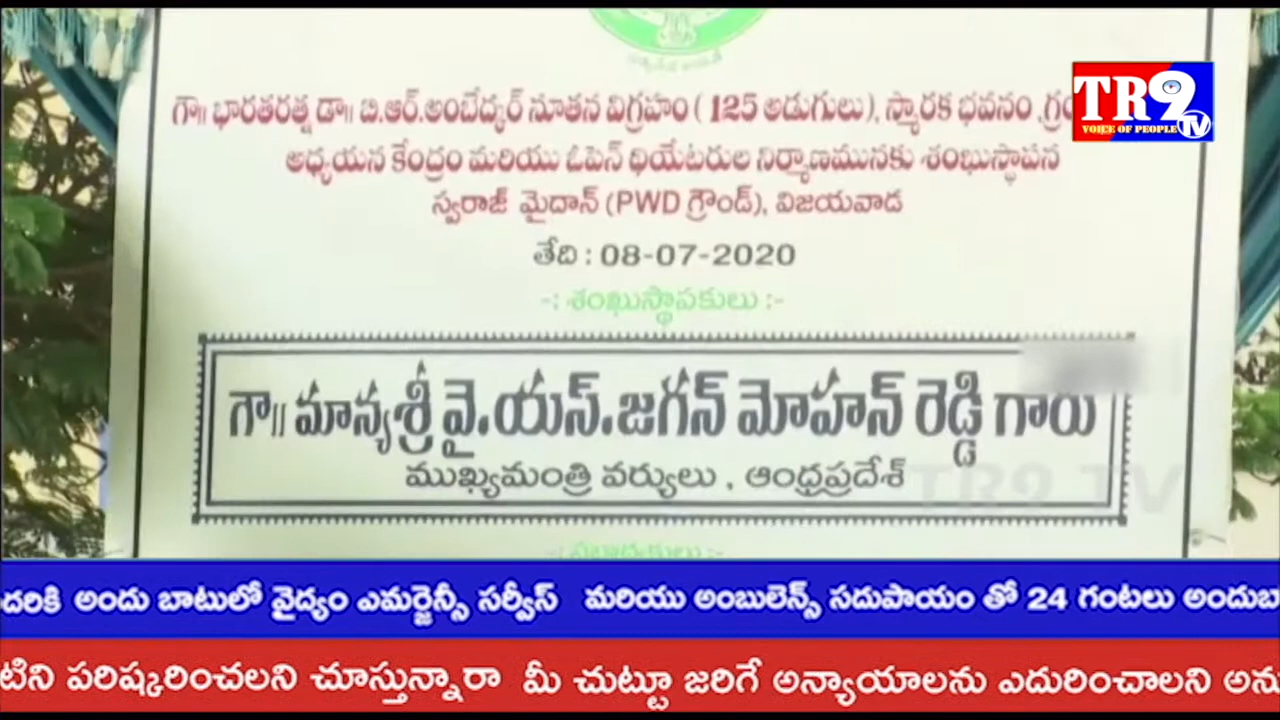 గౌ॥ భారతరత్న డా॥ బి.ఆర్.అంబేద్కర్ నూతన విగ్రహం ( 125 అడుగులు), స్మారక భవనం ,
TR9
TV
VOICE OF PEOPLE
అధ్యయన కేంద్రం మరియు ఓపెన్ థియేటరుల నిర్మాణమునకు శంఖుస్థాపన
స్వరాజ్ మైదాన్ (PWD గ్రౌండ్), విజయవాడ
తేది : 08-07-2020
-: శంఖుస్థాపకులు :-
గౌ॥ మాన్యశ్రీ వై.యస్.జగన్ మోహన్ రెడ్డి గారు
ముఖ్యమంత్రి వర్యులు , ఆంధ్రప్రదేశ్
TR9 TV
అందు బాటులో వైద్యం ఎమర్జెన్సీ సర్వీస్ మరియు అంబులెన్స్ సదుపాయం తో 24 గంటలు
పరిష్కరించలని చూస్తున్నారా మీ చుట్టూ జరిగే అన్యాయాలను ఎదురించాలని